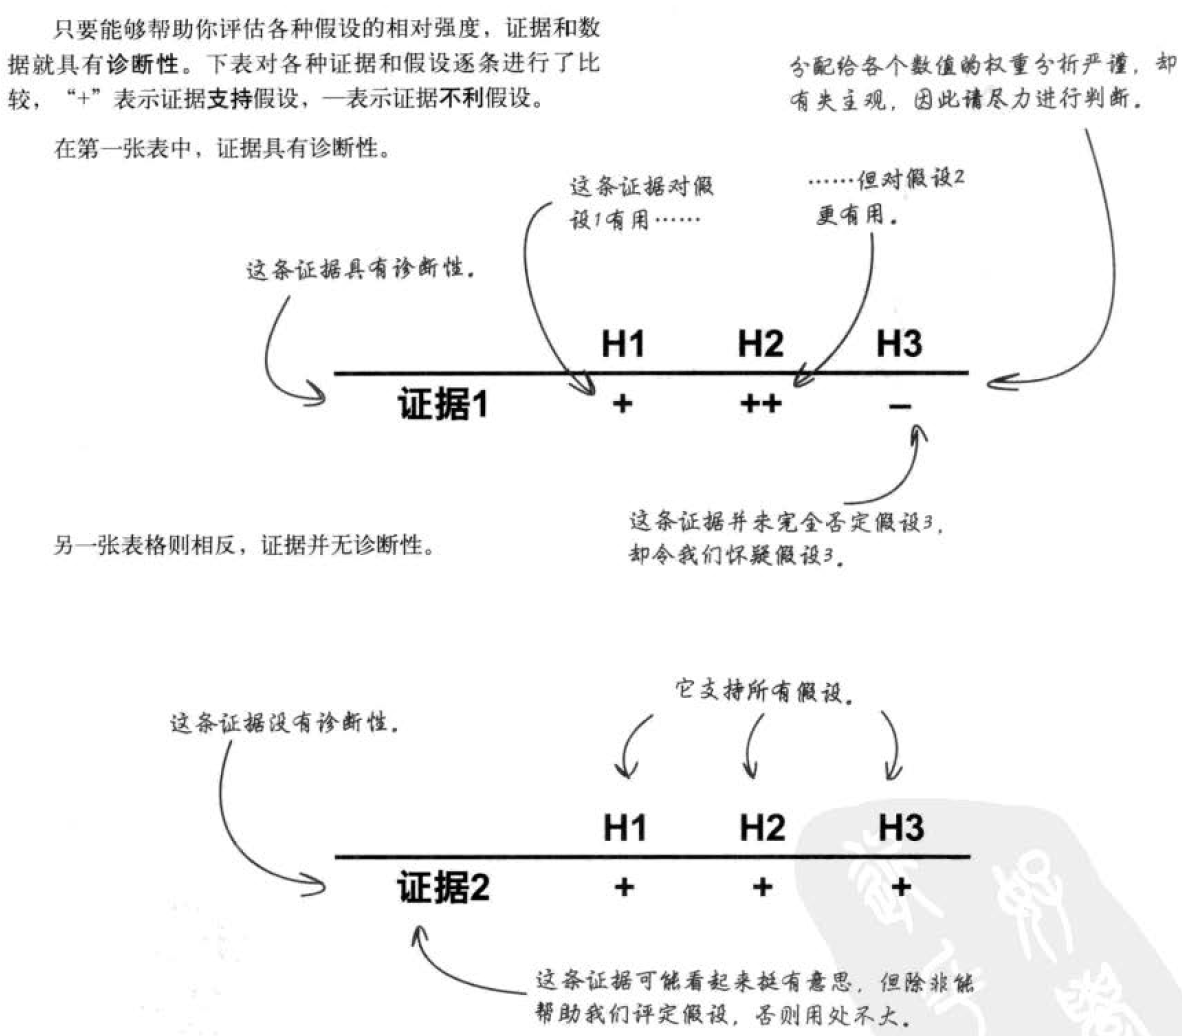 只要能够帮助你评估各种假设的相对强度，证据和数
据就具有诊断性。下表对各种证据和假设逐条进行了比
较，“+”表示证据支持假设，—表示证据不利假设。
在第一张表中，证据具有诊断性。
分配给各个数值的权重分析严谨，却
有失主观，因此请尽力进行判断。
这条证据对假
设1有用……
……但对假设2
更有用。
这条证据具有诊断性。
H1 H2 H3
证据1 + ++ –
这条证据并未完全否定假设3，
却令我们怀疑假设3。
另一张表格则相反，证据并无诊断性。
它支持所有假设。
这条证据没有诊断性。
H1 H2 H3
证据2 + + +
这条证据可能看起来挺有意思，但除非能
帮助我们评定假设，否则用处不大。